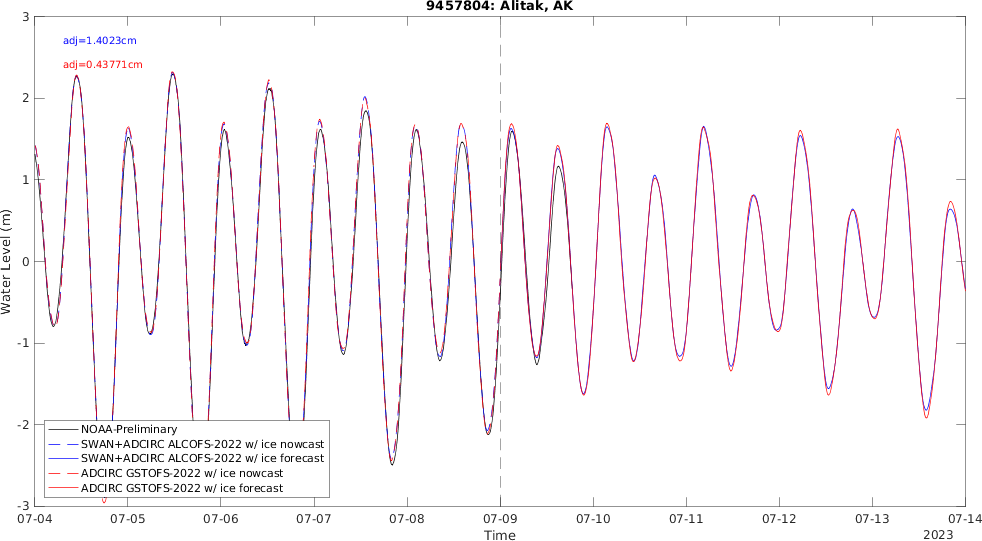 9457804: Alitak, AK
adj=1.4023cm
adj=0.43771cm
Water Level (m)
3
2
1
0
-1
-2
-3
NOAA-Preliminary
SWAN+ADCIRC ALCOFS-2022 w/ ice nowcast
SWAN+ADCIRC ALCOFS-2022 w/ ice forecast
ADCIRC GSTOFS-2022 w/ ice nowcast
ADCIRC GSTOFS-2022 w/ ice forecast
07-04 07-05 07-06 07-07 07-08 07-09 07-10 07-11 07-12 07-13 07-14
Time
2023